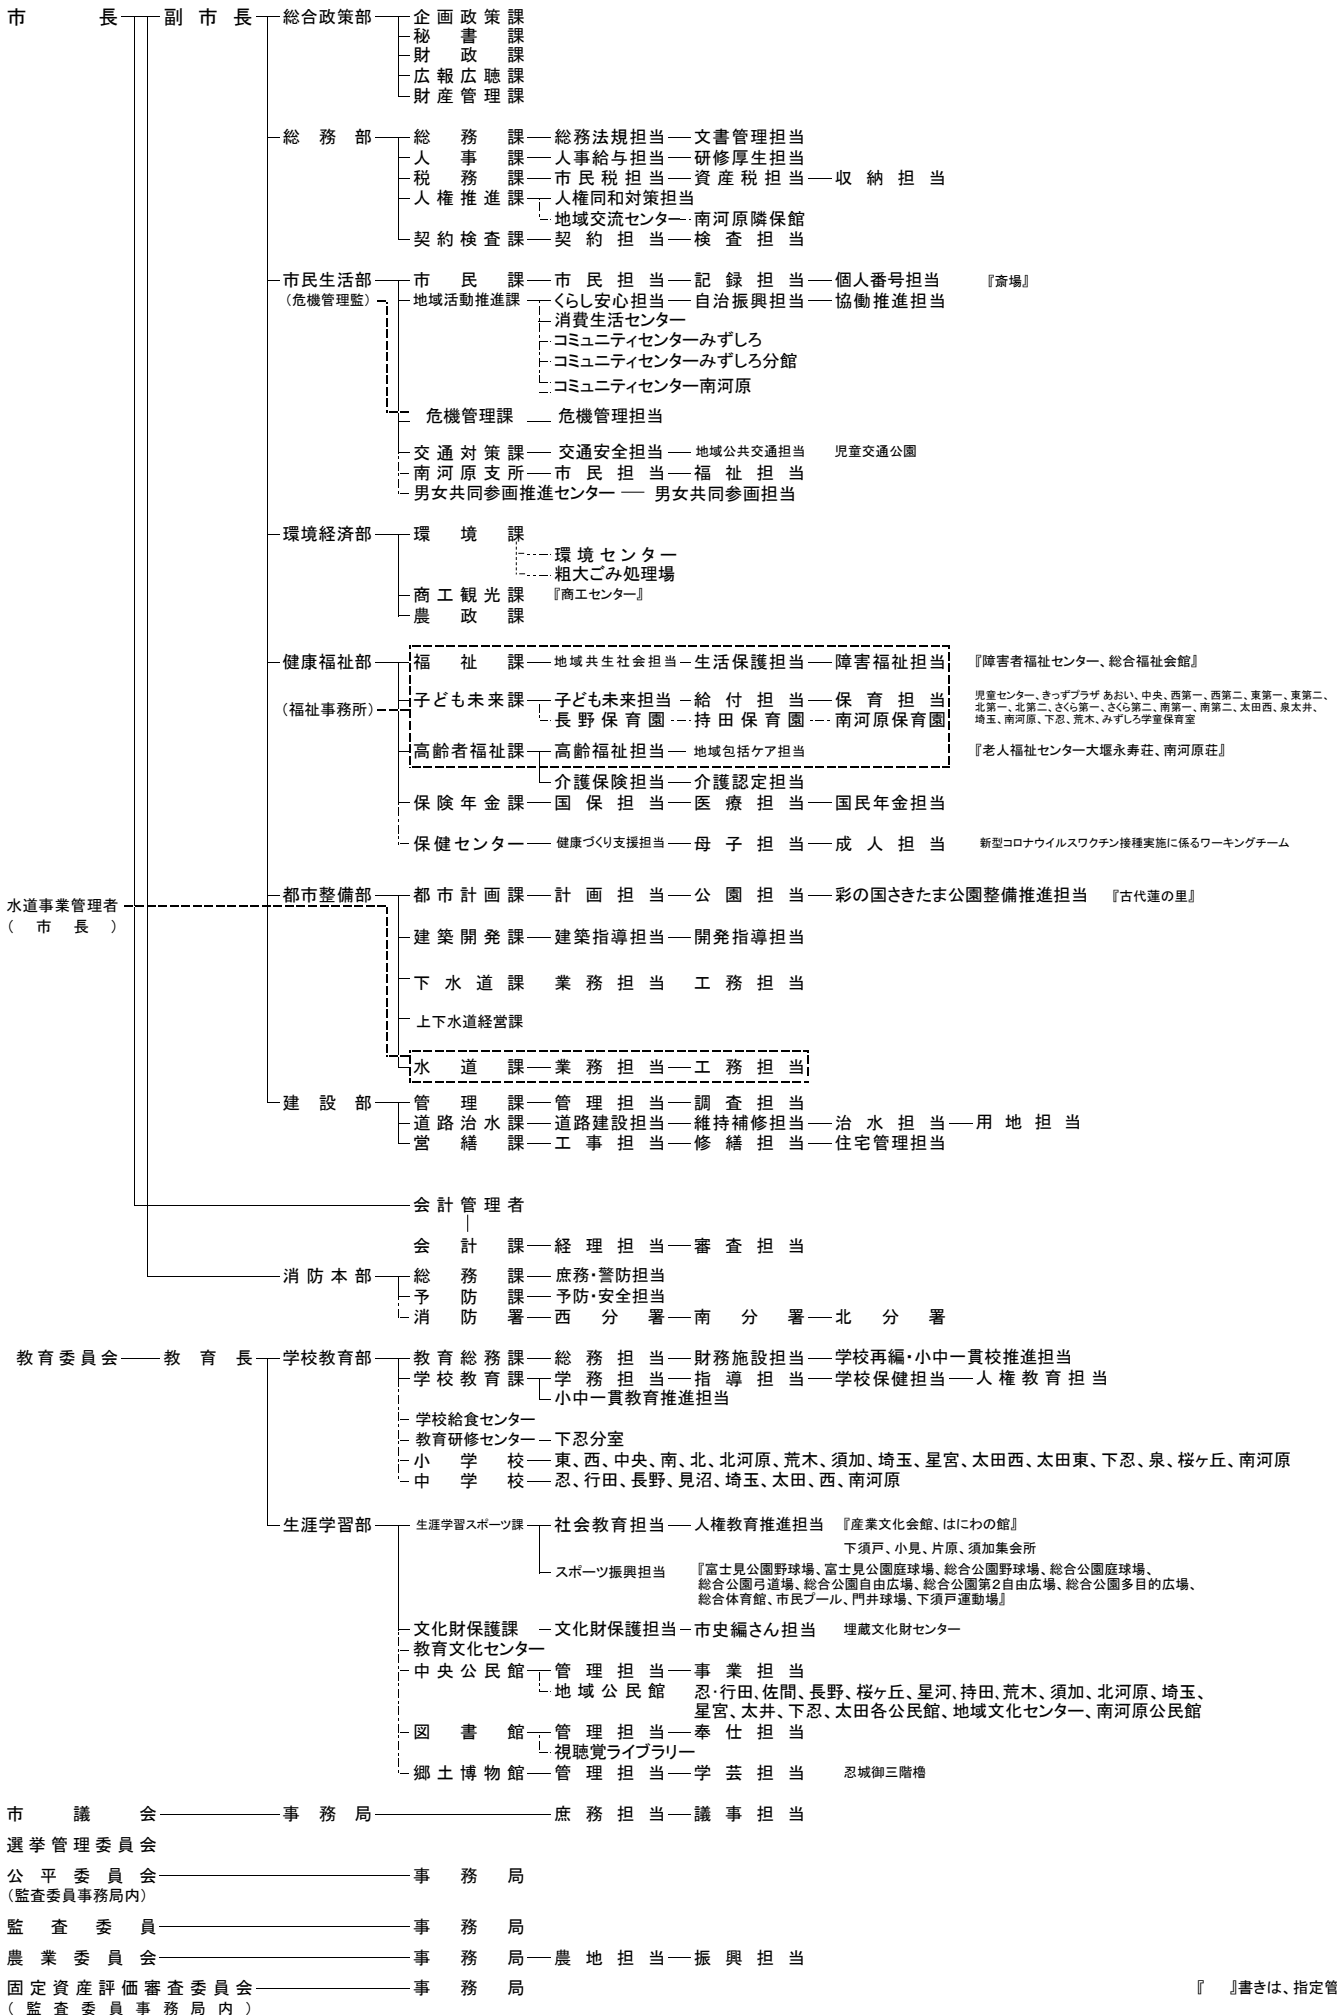 市長 副市長 総合政策部 企画政策課
秘書課
財政課
広報広聴課
財産管理課
総務部 総務課 総務法規担当 文書管理担当
人事課 人事給与担当 研修厚生担当
税務課 市民税担当 資産税担当 収納担当
人権推進課 人権同和対策担当
地域交流センター 南河原隣保館
契約検査課 契約担当 検査担当
市民生活部 市民課 市民担当 記録担当 個人番号担当 『斎場』
(危機管理監) 地域活動推進課 くらし安心担当 自治振興担当 協働推進担当
消費生活センター
コミュニティセンターみずしろ
コミュニティセンターみずしろ分館
コミュニティセンター南河原
危機管理課 危機管理担当
交通対策課 交通安全担当 地域公共交通担当 児童交通公園
南河原支所 市民担当 福祉担当
男女共同参画推進センター 男女共同参画担当
環境経済部 環境課
環境センター
粗大ごみ処理場
商工観光課 『商工センター』
農政課
健康福祉部 福祉課 地域共生社会担当 生活保護担当 障害福祉担当 『障害者福祉センター、総合福祉会館』
(福祉事務所) 子ども未来課 子ども未来担当 給付担当 保育担当 児童センター、きっずプラザ あおい、中央、西第一、西第二、東第一、東第二、
北第一、北第二、さくら第一、さくら第二、南第一、南第二、太田西、泉太井、
長野保育園 持田保育園 南河原保育園 埼玉、南河原、下忍、荒木、みずしろ学童保育室
高齢者福祉課 高齢福祉担当 地域包括ケア担当 『老人福祉センター大堰永寿荘、南河原荘』
介護保険担当 介護認定担当
保険年金課 国保担当 医療担当 国民年金担当
保健センター 健康づくり支援担当 母子担当 成人担当 新型コロナウイルスワクチン接種実施に係るワーキングチーム
都市整備部 都市計画課 計画担当 公園担当 彩の国さきたま公園整備推進担当 『古代蓮の里』
水道事業管理者
(市長)
建築開発課 建築指導担当 開発指導担当
下水道課 業務担当 工務担当
上下水道経営課
水道課 業務担当 工務担当
建設部 管理課 管理担当 調査担当
道路治水課 道路建設担当 維持補修担当 治水担当 用地担当
営繕課 工事担当 修繕担当 住宅管理担当
会計管理者
会計課 経理担当 審査担当
消防本部 総務課 庶務・警防担当
予防課 予防・安全担当
消防署 西分署 南分署 北分署
教育委員会 教育長 学校教育部 教育総務課 総務担当 財務施設担当 学校再編・小中一貫校推進担当
学校教育課 学務担当 指導担当 学校保健担当 人権教育担当
小中一貫教育推進担当
学校給食センター
教育研修センター 下忍分室
小学校 東、西、中央、南、北、北河原、荒木、須加、埼玉、星宮、太田西、太田東、下忍、泉、桜ヶ丘、南河原
中学校 忍、行田、長野、見沼、埼玉、太田、西、南河原
生涯学習部 生涯学習スポーツ課 社会教育担当 人権教育推進担当 『産業文化会館、はにわの館』
下須戸、小見、片原、須加集会所
スポーツ振興担当 『富士見公園野球場、富士見公園庭球場、総合公園野球場、総合公園庭球場、
総合公園弓道場、総合公園自由広場、総合公園第2自由広場、総合公園多目的広場、
総合体育館、市民プール、門井球場、下須戸運動場』
文化財保護課 文化財保護担当 市史編さん担当 埋蔵文化財センター
教育文化センター
中央公民館 管理担当 事業担当
地域公民館 忍・行田、佐間、長野、桜ヶ丘、星河、持田、荒木、須加、北河原、埼玉、
星宮、太井、下忍、太田各公民館、地域文化センター、南河原公民館
図書館 管理担当 奉仕担当
視聴覚ライブラリー
郷土博物館 管理担当 学芸担当 忍城御三階櫓
市議会 事務局 庶務担当 議事担当
選挙管理委員会
公平委員会 事務局
(監査委員事務局内)
監査委員 事務局
農業委員会 事務局 農地担当 振興担当
固定資産評価審査委員会 事務局
(監査委員事務局内)
『 』書きは、指定管